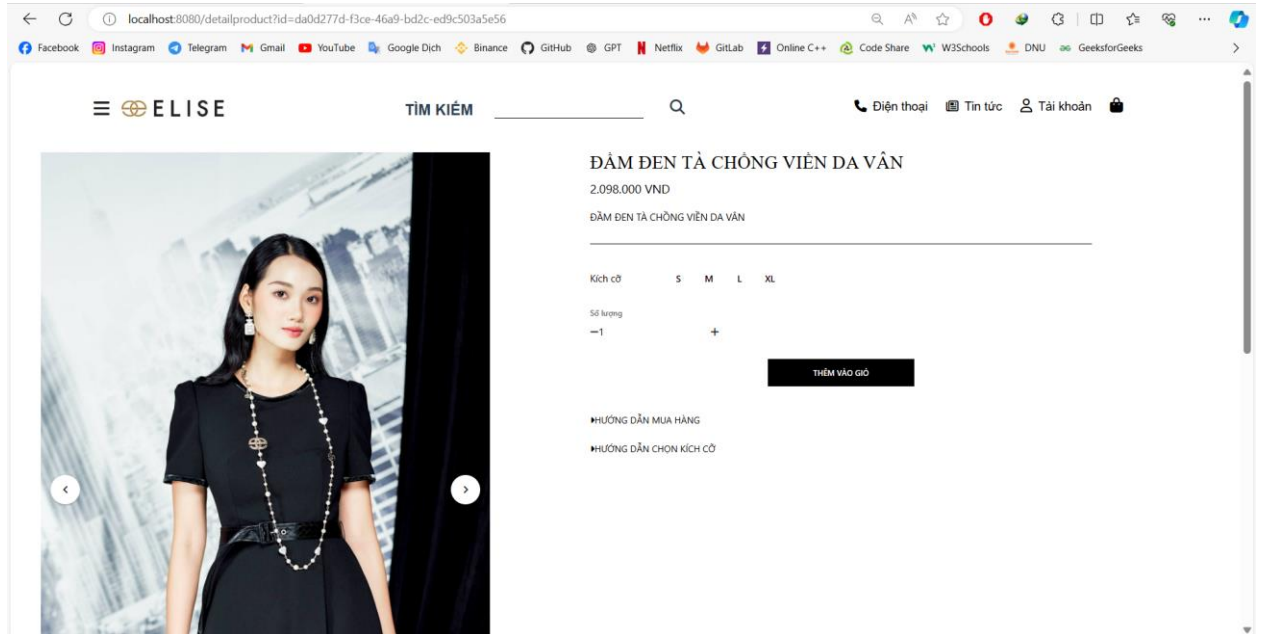 localhost:8080/detailproduct?id=da0d277d-f3ce-46a9-bd2c-ed9c503a5e56
Facebook Instagram Telegram Gmail YouTube Google Dịch Binance GitHub GPT Netflix GitLab Online C++ Code Share W3Schools DNU GeeksforGeeks
ELISE TÌM KIẾM Điện thoại Tin tức Tài khoản
ĐẦM ĐEN TÀ CHỒNG VIỀN DA VÂN
2.098.000 VND
ĐẦM ĐEN TÀ CHỒNG VIỀN DA VÂN
Kích cỡ S M L XL
Số lượng
−1 +
THÊM VÀO GIỎ
HƯỚNG DẪN MUA HÀNG
HƯỚNG DẪN CHỌN KÍCH CỠ